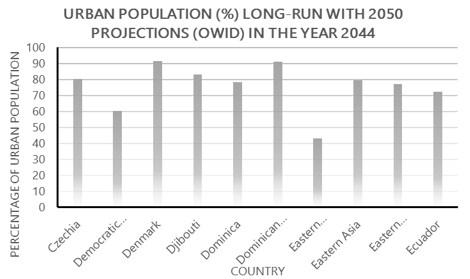 URBAN POPULATION (%) LONG-RUN WITH 2050
PROJECTIONS (OWID) IN THE YEAR 2044
PERCENTAGE OF URBAN POPULATION
100
90
80
70
60
50
40
30
20
10
0
Czechia
Democratic...
Denmark
Djibouti
Dominica
Dominican...
Eastern...
Eastern Asia
Eastern...
Ecuador
COUNTRY